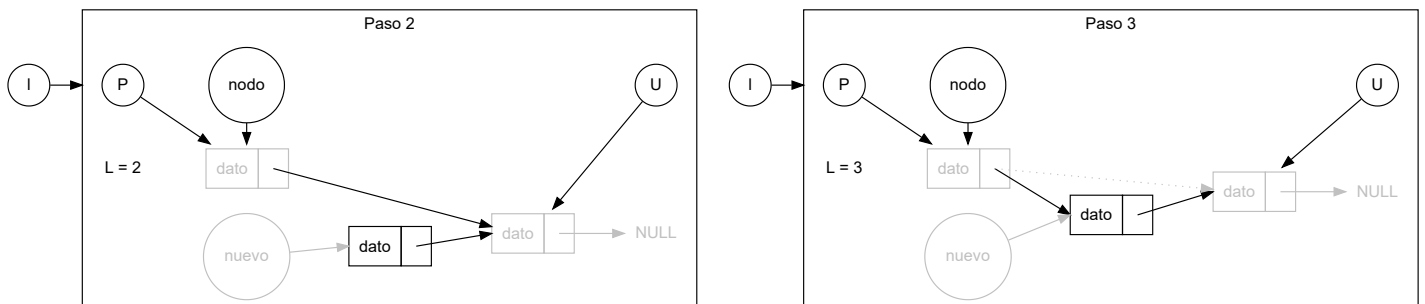 Paso 2
I
P
nodo
U
L = 2
dato
dato
NULL
nuevo
dato
Paso 3
I
P
nodo
U
L = 3
dato
dato
NULL
dato
nuevo